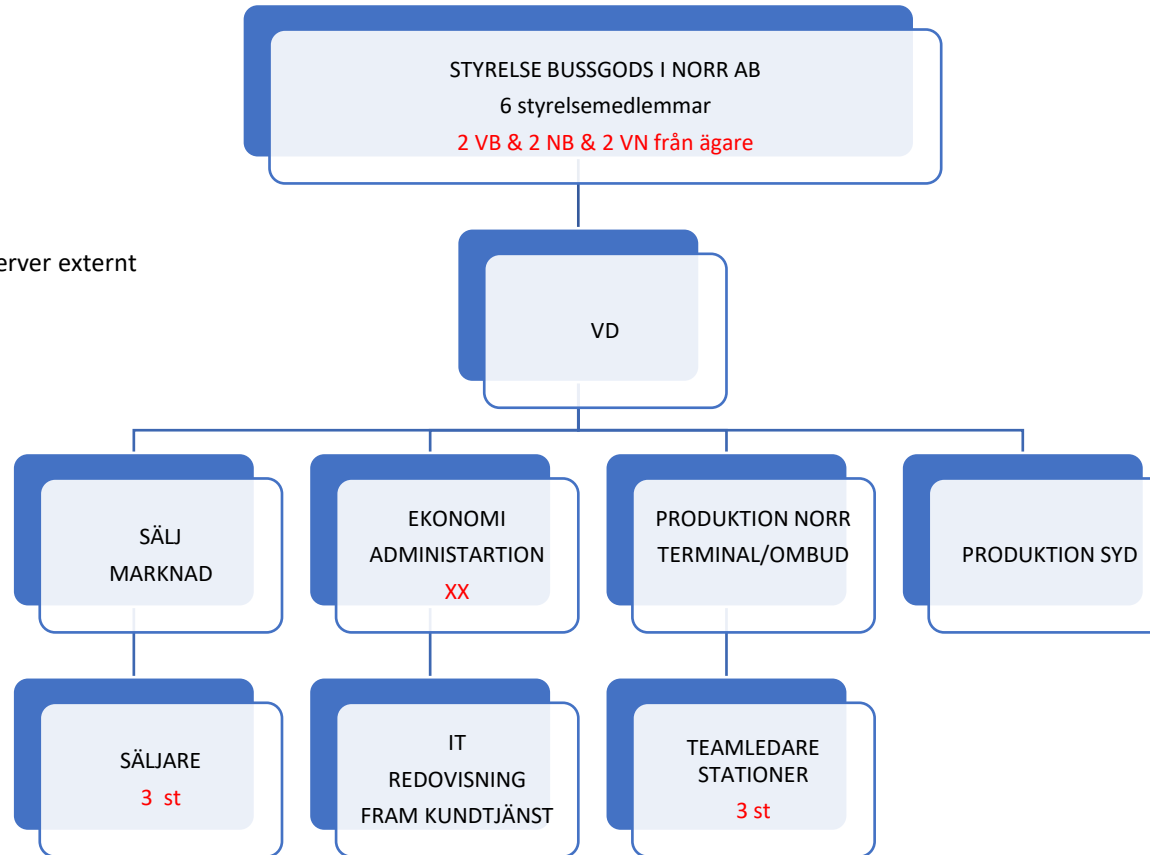 STYRELSE BUSSGODS I NORR AB
6 styrelsemedlemmar
2 VB & 2 NB & 2 VN från ägare
externt
VD
SÄLJ
MARKNAD
EKONOMI
ADMINISTARTION
XX
PRODUKTION NORR
TERMINAL/OMBUD
PRODUKTION SYD
SÄLJARE
3 st
IT
REDOVISNING
FRAM KUNDTJÄNST
TEAMLEDARE
STATIONER
3 st